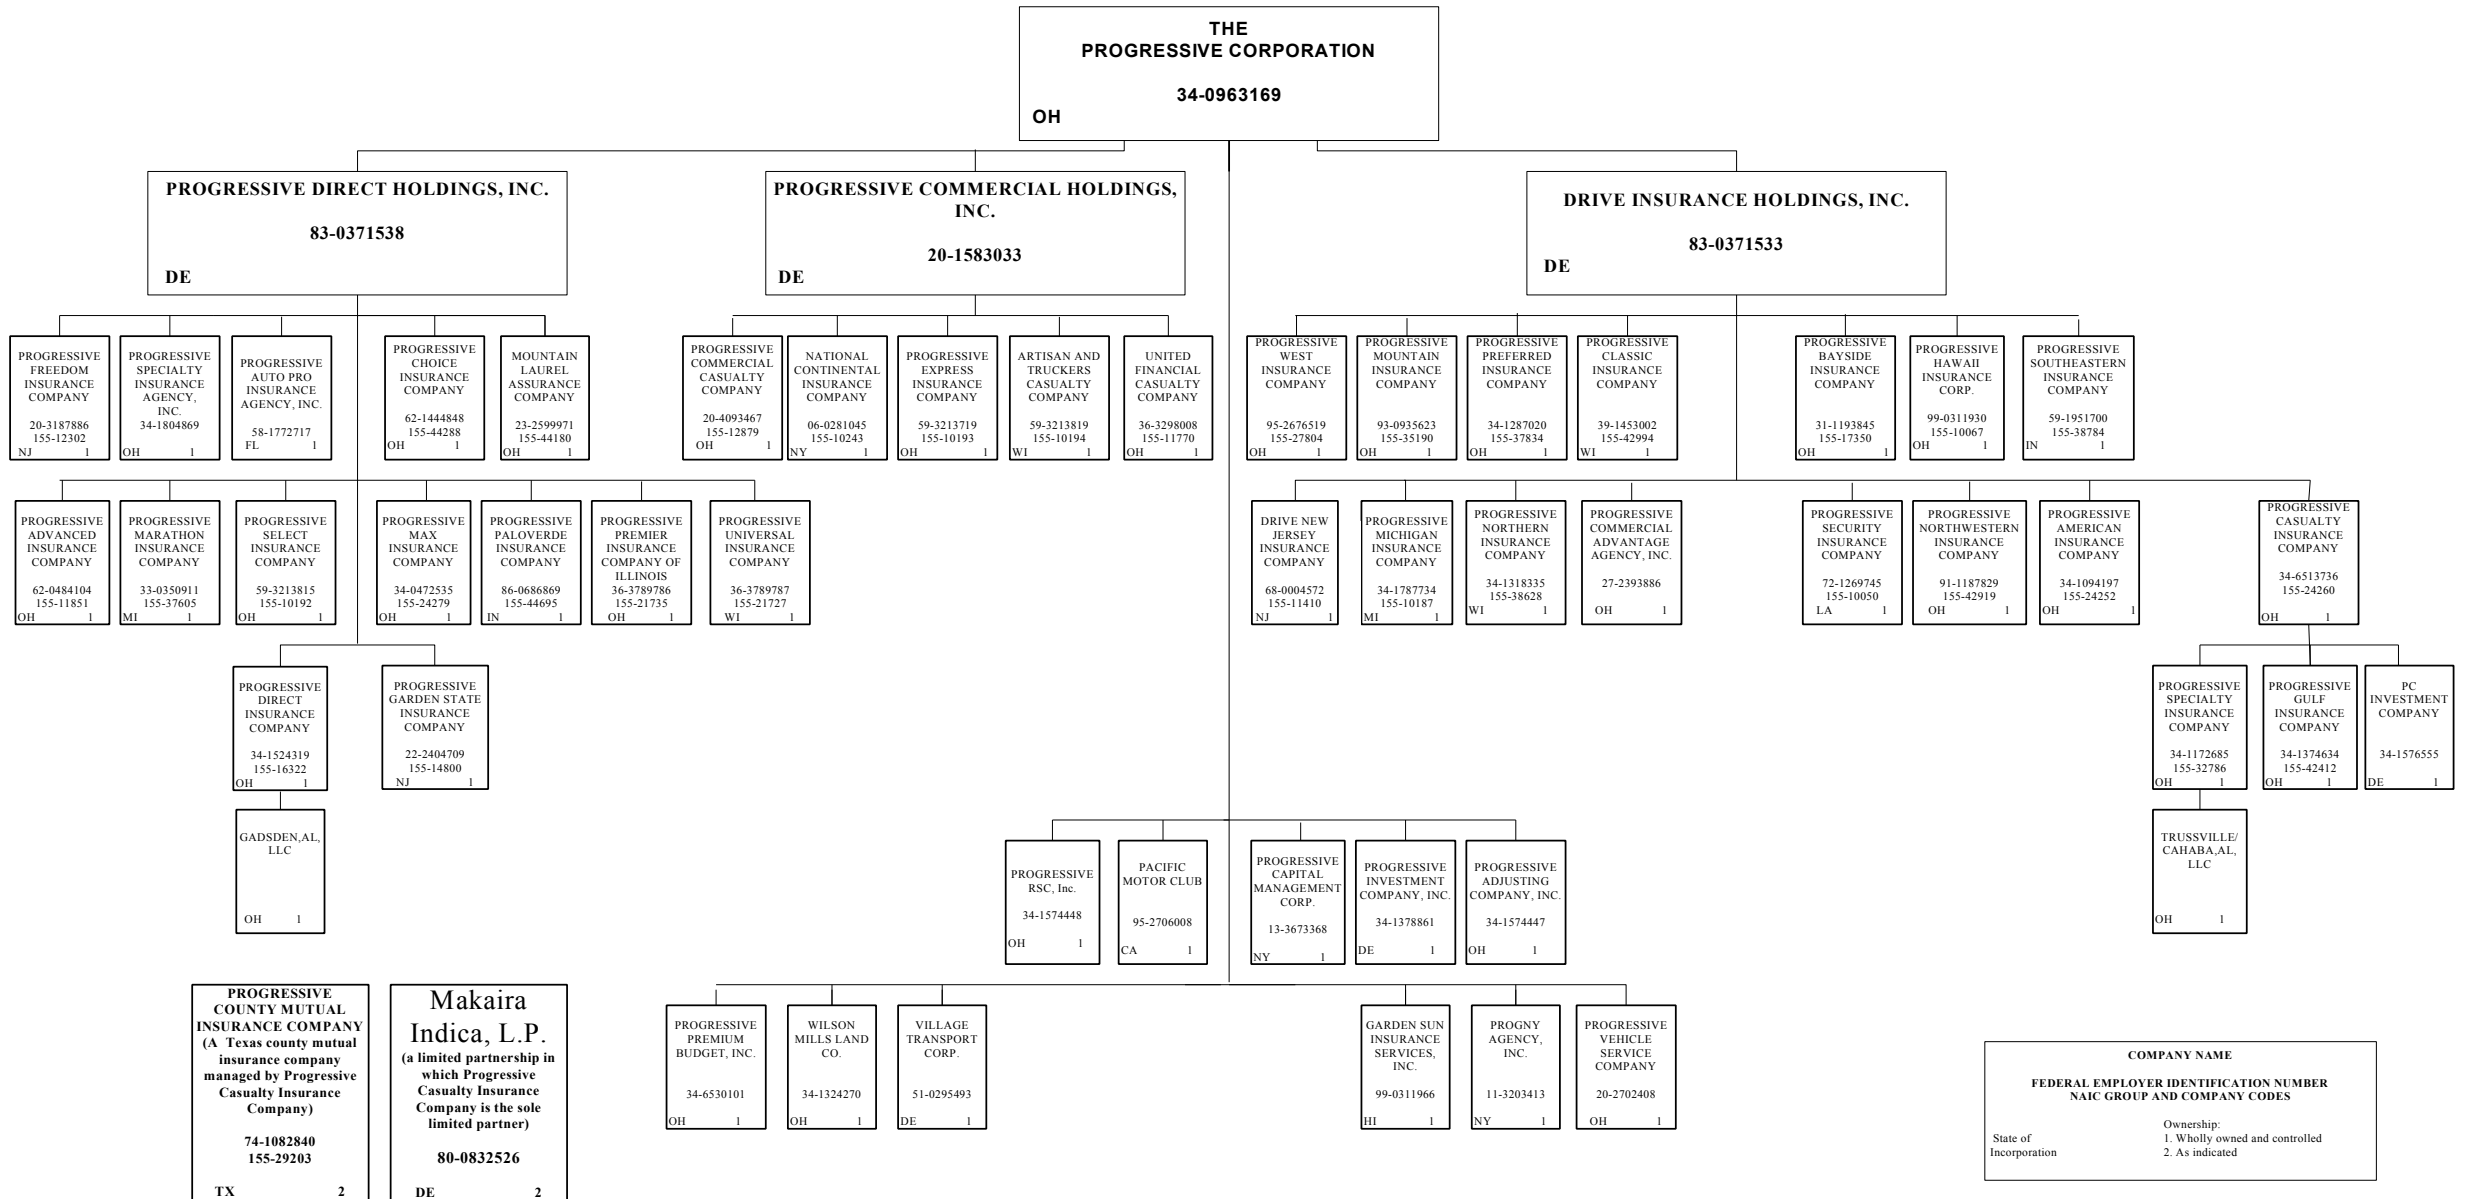 THE
PROGRESSIVE CORPORATION
34-0963169
OH
PROGRESSIVE DIRECT HOLDINGS, INC.
83-0371538
DE
PROGRESSIVE COMMERCIAL HOLDINGS,
INC.
20-1583033
DE
DRIVE INSURANCE HOLDINGS, INC.
83-0371533
DE
PROGRESSIVE
FREEDOM
INSURANCE
COMPANY
20-3187886
155-12302
NJ 1
PROGRESSIVE
SPECIALTY
INSURANCE
AGENCY,
INC.
34-1804869
OH 1
PROGRESSIVE
AUTO PRO
INSURANCE
AGENCY, INC.
58-1772717
FL 1
PROGRESSIVE
CHOICE
INSURANCE
COMPANY
62-1444848
155-44288
OH 1
MOUNTAIN
LAUREL
ASSURANCE
COMPANY
23-2599971
155-44180
OH 1
PROGRESSIVE
COMMERCIAL
CASUALTY
COMPANY
20-4093467
155-12879
OH 1
NATIONAL
CONTINENTAL
INSURANCE
COMPANY
06-0281045
155-10243
NY 1
PROGRESSIVE
EXPRESS
INSURANCE
COMPANY
59-3213719
155-10193
OH 1
ARTISAN AND
TRUCKERS
CASUALTY
COMPANY
59-3213819
155-10194
WI 1
UNITED
FINANCIAL
CASUALTY
COMPANY
36-3298008
155-11770
OH 1
PROGRESSIVE
WEST
INSURANCE
COMPANY
95-2676519
155-27804
OH 1
PROGRESSIVE
MOUNTAIN
INSURANCE
COMPANY
93-0935623
155-35190
OH 1
PROGRESSIVE
PREFERRED
INSURANCE
COMPANY
34-1287020
155-37834
OH 1
PROGRESSIVE
CLASSIC
INSURANCE
COMPANY
39-1453002
155-42994
WI 1
PROGRESSIVE
BAYSIDE
INSURANCE
COMPANY
31-1193845
155-17350
OH 1
PROGRESSIVE
HAWAII
INSURANCE
CORP.
99-0311930
155-10067
OH 1
PROGRESSIVE
SOUTHEASTERN
INSURANCE
COMPANY
59-1951700
155-38784
IN 1
PROGRESSIVE
ADVANCED
INSURANCE
COMPANY
62-0484104
155-11851
OH 1
PROGRESSIVE
MARATHON
INSURANCE
COMPANY
33-0350911
155-37605
MI 1
PROGRESSIVE
SELECT
INSURANCE
COMPANY
59-3213815
155-10192
OH 1
PROGRESSIVE
MAX
INSURANCE
COMPANY
34-0472535
155-24279
OH 1
PROGRESSIVE
PALOVERDE
INSURANCE
COMPANY
86-0686869
155-44695
IN 1
PROGRESSIVE
PREMIER
INSURANCE
COMPANY OF
ILLINOIS
36-3789786
155-21735
OH 1
PROGRESSIVE
UNIVERSAL
INSURANCE
COMPANY
36-3789787
155-21727
WI 1
DRIVE NEW
JERSEY
INSURANCE
COMPANY
68-0004572
155-11410
NJ 1
PROGRESSIVE
MICHIGAN
INSURANCE
COMPANY
34-1787734
155-10187
MI 1
PROGRESSIVE
NORTHERN
INSURANCE
COMPANY
34-1318335
155-38628
WI 1
PROGRESSIVE
COMMERCIAL
ADVANTAGE
AGENCY, INC.
27-2393886
OH 1
PROGRESSIVE
SECURITY
INSURANCE
COMPANY
72-1269745
155-10050
LA 1
PROGRESSIVE
NORTHWESTERN
INSURANCE
COMPANY
91-1187829
155-42919
OH 1
PROGRESSIVE
AMERICAN
INSURANCE
COMPANY
34-1094197
155-24252
OH 1
PROGRESSIVE
CASUALTY
INSURANCE
COMPANY
34-6513736
155-24260
OH 1
PROGRESSIVE
DIRECT
INSURANCE
COMPANY
34-1524319
155-16322
OH 1
PROGRESSIVE
GARDEN STATE
INSURANCE
COMPANY
22-2404709
155-14800
NJ 1
PROGRESSIVE
SPECIALTY
INSURANCE
COMPANY
34-1172685
155-32786
OH 1
PROGRESSIVE
GULF
INSURANCE
COMPANY
34-1374634
155-42412
OH 1
PC
INVESTMENT
COMPANY
34-1576555
DE 1
GADSDEN,AL,
LLC
OH 1
TRUSSVILLE/
CAHABA,AL,
LLC
OH 1
PROGRESSIVE
RSC, Inc.
34-1574448
OH 1
PACIFIC
MOTOR CLUB
95-2706008
CA 1
PROGRESSIVE
CAPITAL
MANAGEMENT
CORP.
13-3673368
NY 1
PROGRESSIVE
INVESTMENT
COMPANY, INC.
34-1378861
DE 1
PROGRESSIVE
ADJUSTING
COMPANY, INC.
34-1574447
OH 1
PROGRESSIVE
COUNTY MUTUAL
INSURANCE COMPANY
(A Texas county mutual
insurance company
managed by Progressive
Casualty Insurance
Company)
74-1082840
155-29203
TX 2
Makaira
Indica, L.P.
(a limited partnership in
which Progressive
Casualty Insurance
Company is the sole
limited partner)
80-0832526
DE 2
PROGRESSIVE
PREMIUM
BUDGET, INC.
34-6530101
OH 1
WILSON
MILLS LAND
CO.
34-1324270
OH 1
VILLAGE
TRANSPORT
CORP.
51-0295493
DE 1
GARDEN SUN
INSURANCE
SERVICES,
INC.
99-0311966
HI 1
PROGNY
AGENCY,
INC.
11-3203413
NY 1
PROGRESSIVE
VEHICLE
SERVICE
COMPANY
20-2702408
OH 1
COMPANY NAME
FEDERAL EMPLOYER IDENTIFICATION NUMBER
NAIC GROUP AND COMPANY CODES
Ownership:
State of 1. Wholly owned and controlled
Incorporation 2. As indicated